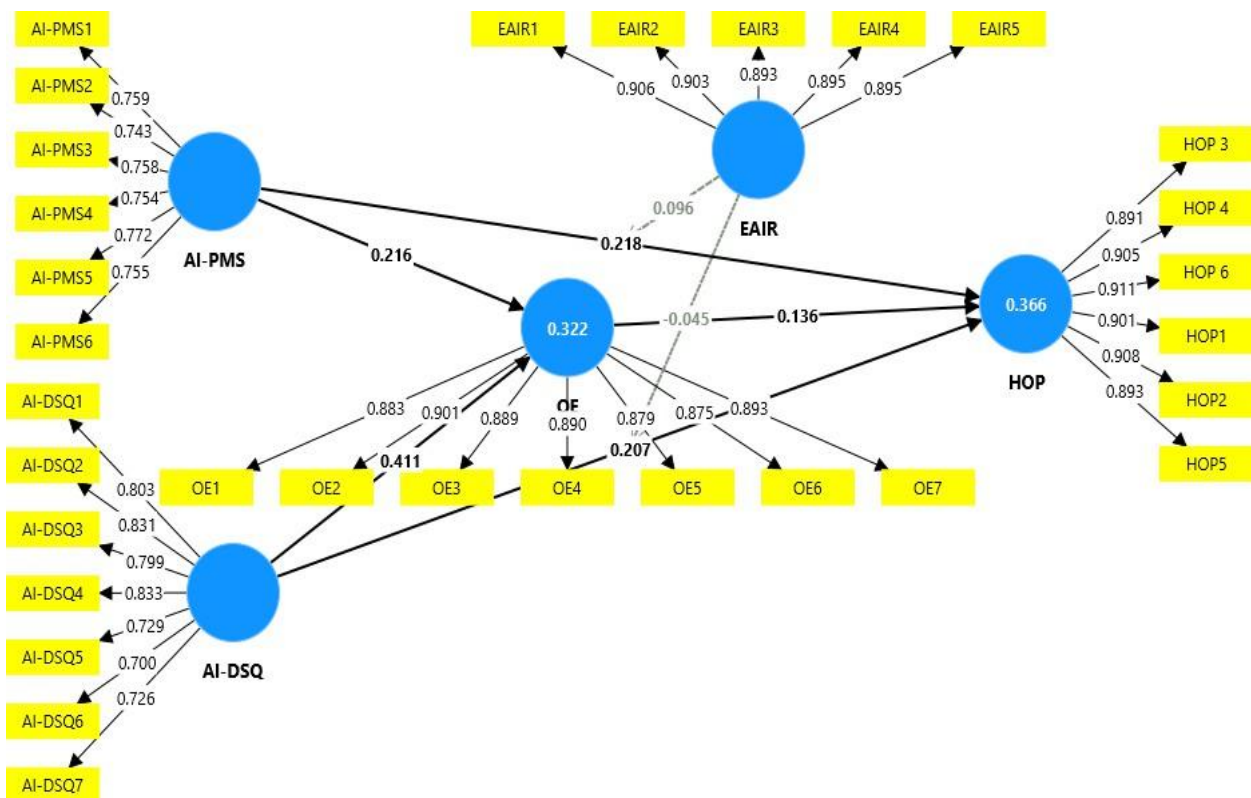 AI-PMS1
AI-PMS2
AI-PMS3
AI-PMS4
AI-PMS5
AI-PMS6
0.759
0.743
0.758
0.754
0.772
0.755
AI-PMS
EAIR1
EAIR2
EAIR3
EAIR4
EAIR5
0.906
0.903
0.893
0.895
0.895
EAIR
0.096
0.218
0.216
-0.045
0.136
0.322
OE
0.366
HOP
HOP 3
HOP 4
HOP 6
HOP1
HOP2
HOP5
0.891
0.905
0.911
0.901
0.908
0.893
0.883
0.901
0.889
0.890
0.879
0.875
0.893
0.411
0.207
OE1
OE2
OE3
OE4
OE5
OE6
OE7
AI-DSQ1
AI-DSQ2
AI-DSQ3
AI-DSQ4
AI-DSQ5
AI-DSQ6
AI-DSQ7
0.803
0.831
0.799
0.833
0.729
0.700
0.726
AI-DSQ